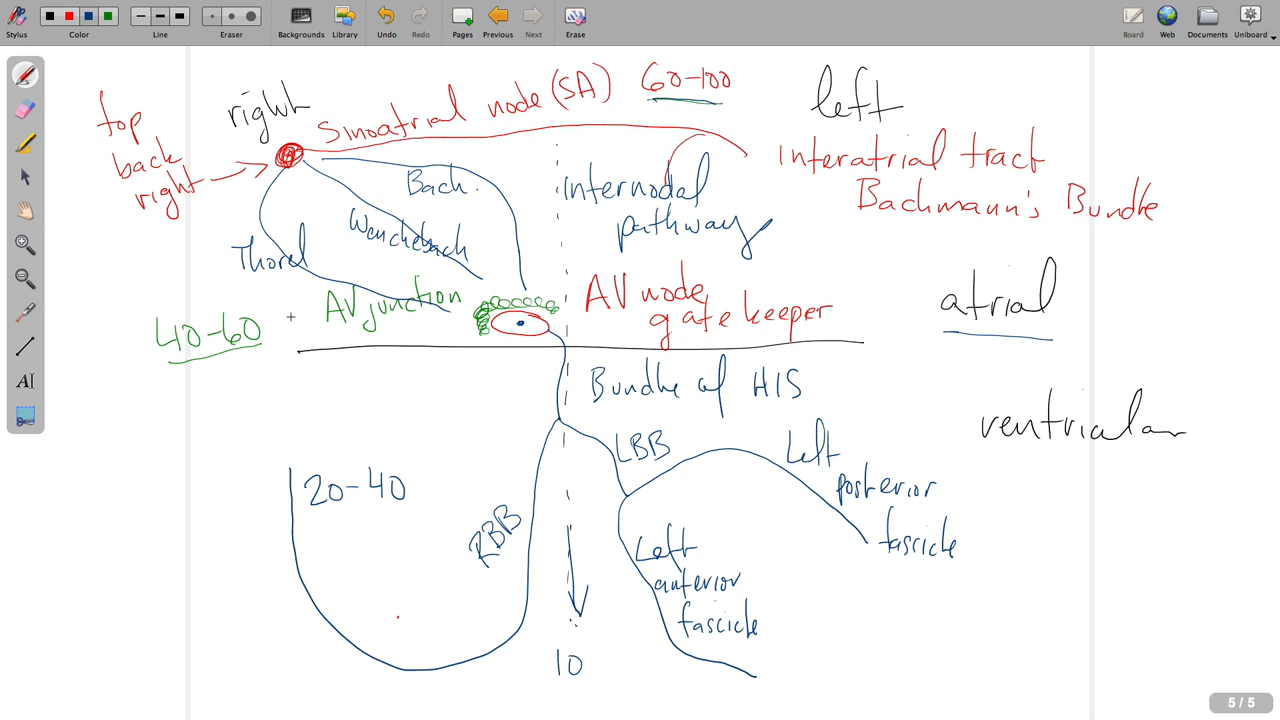 Stylus
Color
Line
Eraser
Backgrounds
Library
Undo
Redo
Pages
Previous
Next
Erase
Board
Web
Documents
Uniboard
right
left
Sinoatrial node (SA) 60-100
top
back
right
Interatrial tract
Bachmann's Bundle
Bach.
Wenckebach
Thorel
Internodal
pathway
AV junction
40-60
AV node
gate keeper
atrial
Bundle of HIS
ventricular
LBB
Left
posterior
fascicle
20-40
RBB
Left
anterior
fascicle
10
5 / 5